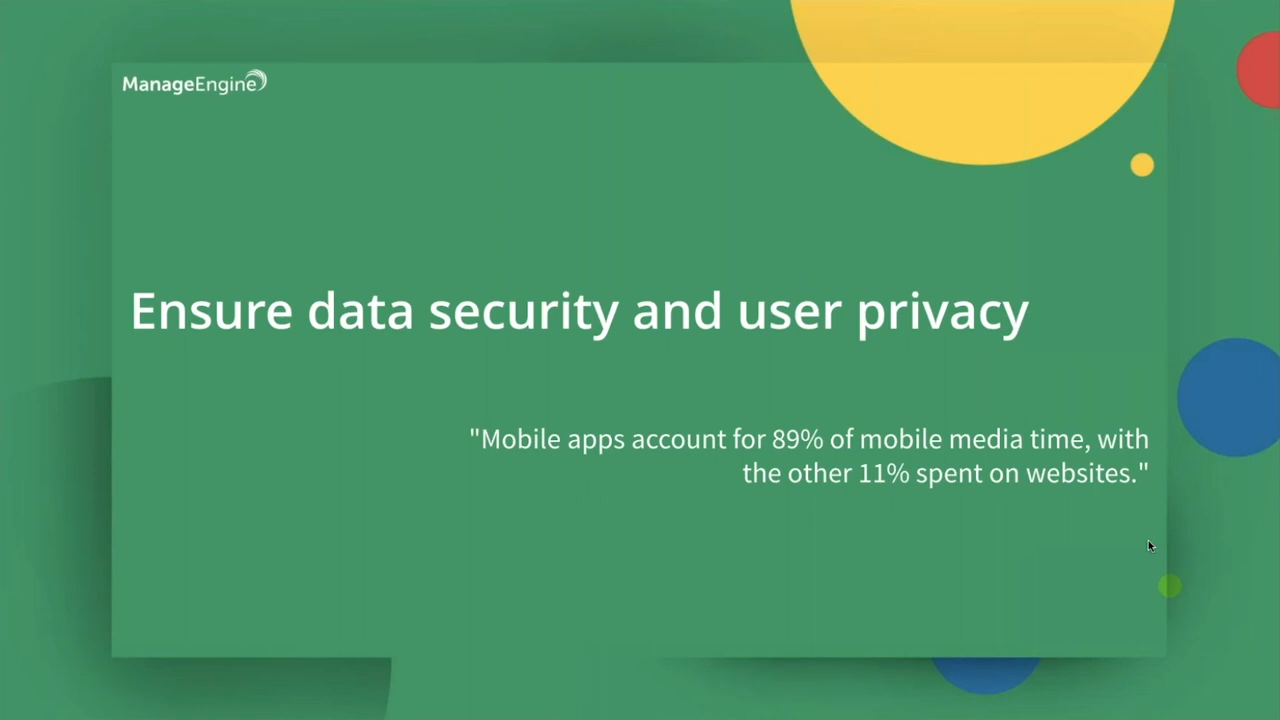 ManageEngine
Ensure data security and user privacy
"Mobile apps account for 89% of mobile media time, with
the other 11% spent on websites."